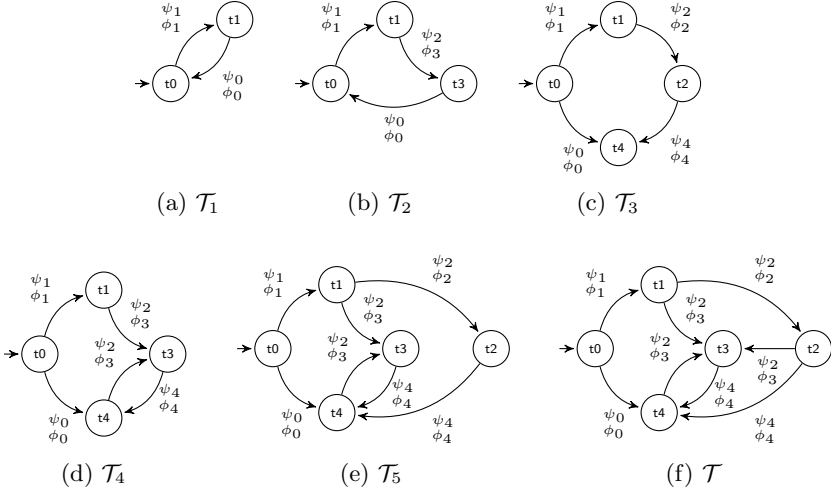 ψ1 ϕ1 t1 t0 ψ0 ϕ0
(a) 𝒯1
ψ1 ϕ1 t1 ψ2 ϕ3 t0 t3 ψ0 ϕ0
(b) 𝒯2
ψ1 ϕ1 t1 ψ2 ϕ2 t0 t2 ψ0 ϕ0 t4 ψ4 ϕ4
(c) 𝒯3
ψ1 ϕ1 t1 ψ2 ϕ3 t0 ψ2 ϕ3 t3 ψ4 ϕ4 ψ0 ϕ0 t4
(d) 𝒯4
ψ1 ϕ1 t1 ψ2 ϕ2 ψ2 ϕ3 t0 ψ2 ϕ3 t3 t2 ψ4 ϕ4 ψ0 ϕ0 t4 ψ4 ϕ4
(e) 𝒯5
ψ1 ϕ1 t1 ψ2 ϕ2 ψ2 ϕ3 t0 ψ2 ϕ3 t3 t2 ψ2 ϕ3 ψ4 ϕ4 ψ0 ϕ0 t4 ψ4 ϕ4
(f) 𝒯